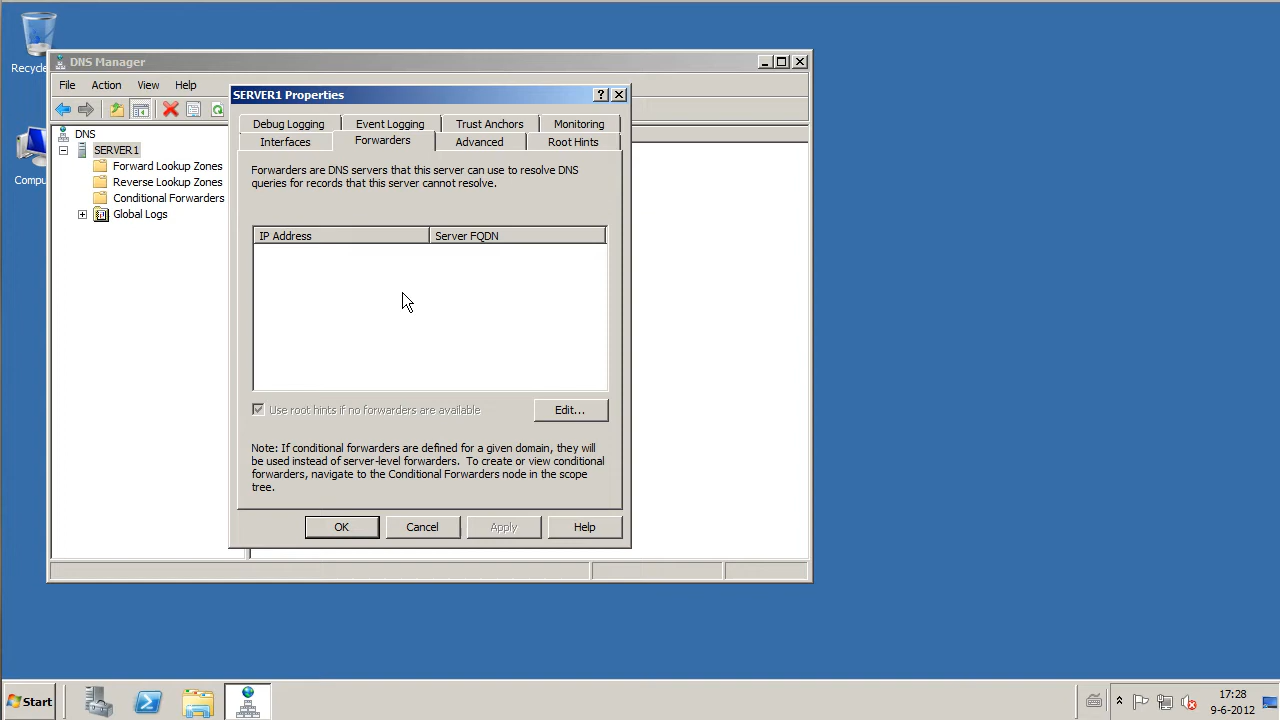 Recycle
Compu
DNS Manager
File Action View Help
DNS
SERVER1
Forward Lookup Zones
Reverse Lookup Zones
Conditional Forwarders
Global Logs
SERVER1 Properties
Debug Logging Event Logging Trust Anchors Monitoring
Interfaces Forwarders Advanced Root Hints
Forwarders are DNS servers that this server can use to resolve DNS
queries for records that this server cannot resolve.
IP Address Server FQDN
Use root hints if no forwarders are available
Edit...
Note: If conditional forwarders are defined for a given domain, they will
be used instead of server-level forwarders. To create or view conditional
forwarders, navigate to the Conditional Forwarders node in the scope
tree.
OK Cancel Apply Help
Start
17:28
9-6-2012